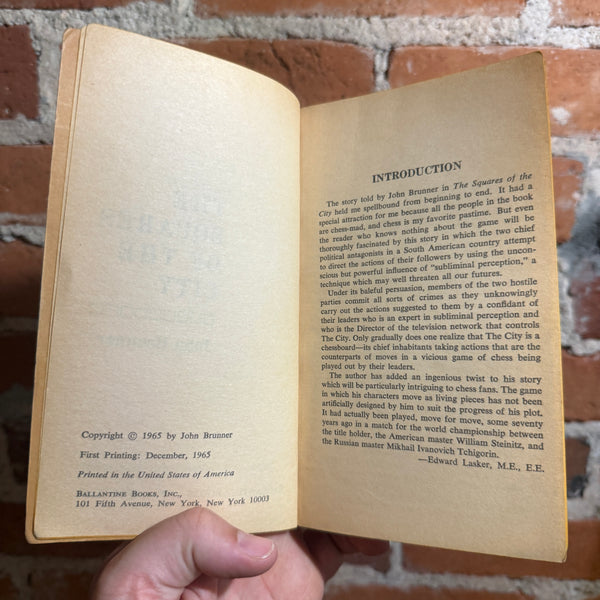 Copyright © 1965 by John Brunner
First Printing: December, 1965
Printed in the United States of America
BALLANTINE BOOKS, INC.,
101 Fifth Avenue, New York, New York 10003
INTRODUCTION
The story told by John Brunner in The Squares of the
City held me spellbound from beginning to end. It had a
special attraction for me because all the people in the book
are chess-mad, and chess is my favorite pastime. But even
the reader who knows nothing about the game will be
thoroughly fascinated by this story in which the two chief
political antagonists in a South American country attempt
to direct the actions of their followers by using the uncon-
scious but powerful influence of "subliminal perception," a
technique which may well threaten all our futures.
Under its baleful persuasion, members of the two hostile
parties commit all sorts of crimes as they unknowingly
carry out the actions suggested to them by a confidant of
their leaders who is an expert in subliminal perception and
who is the Director of the television network that controls
The City. Only gradually does one realize that The City is a
chessboard—its chief inhabitants taking actions that are the
counterparts of moves in a vicious game of chess being
played out by their leaders.
The author has added an ingenious twist to his story
which will be particularly intriguing to chess fans. The game
in which his characters move as living pieces has not been
artificially designed by him to suit the progress of his plot.
It had actually been played, move for move, some seventy
years ago in a match for the world championship between
the title holder, the American master William Steinitz, and
the Russian master Mikhail Ivanovich Tchigorin.
—Edward Lasker, M.E., E.E.